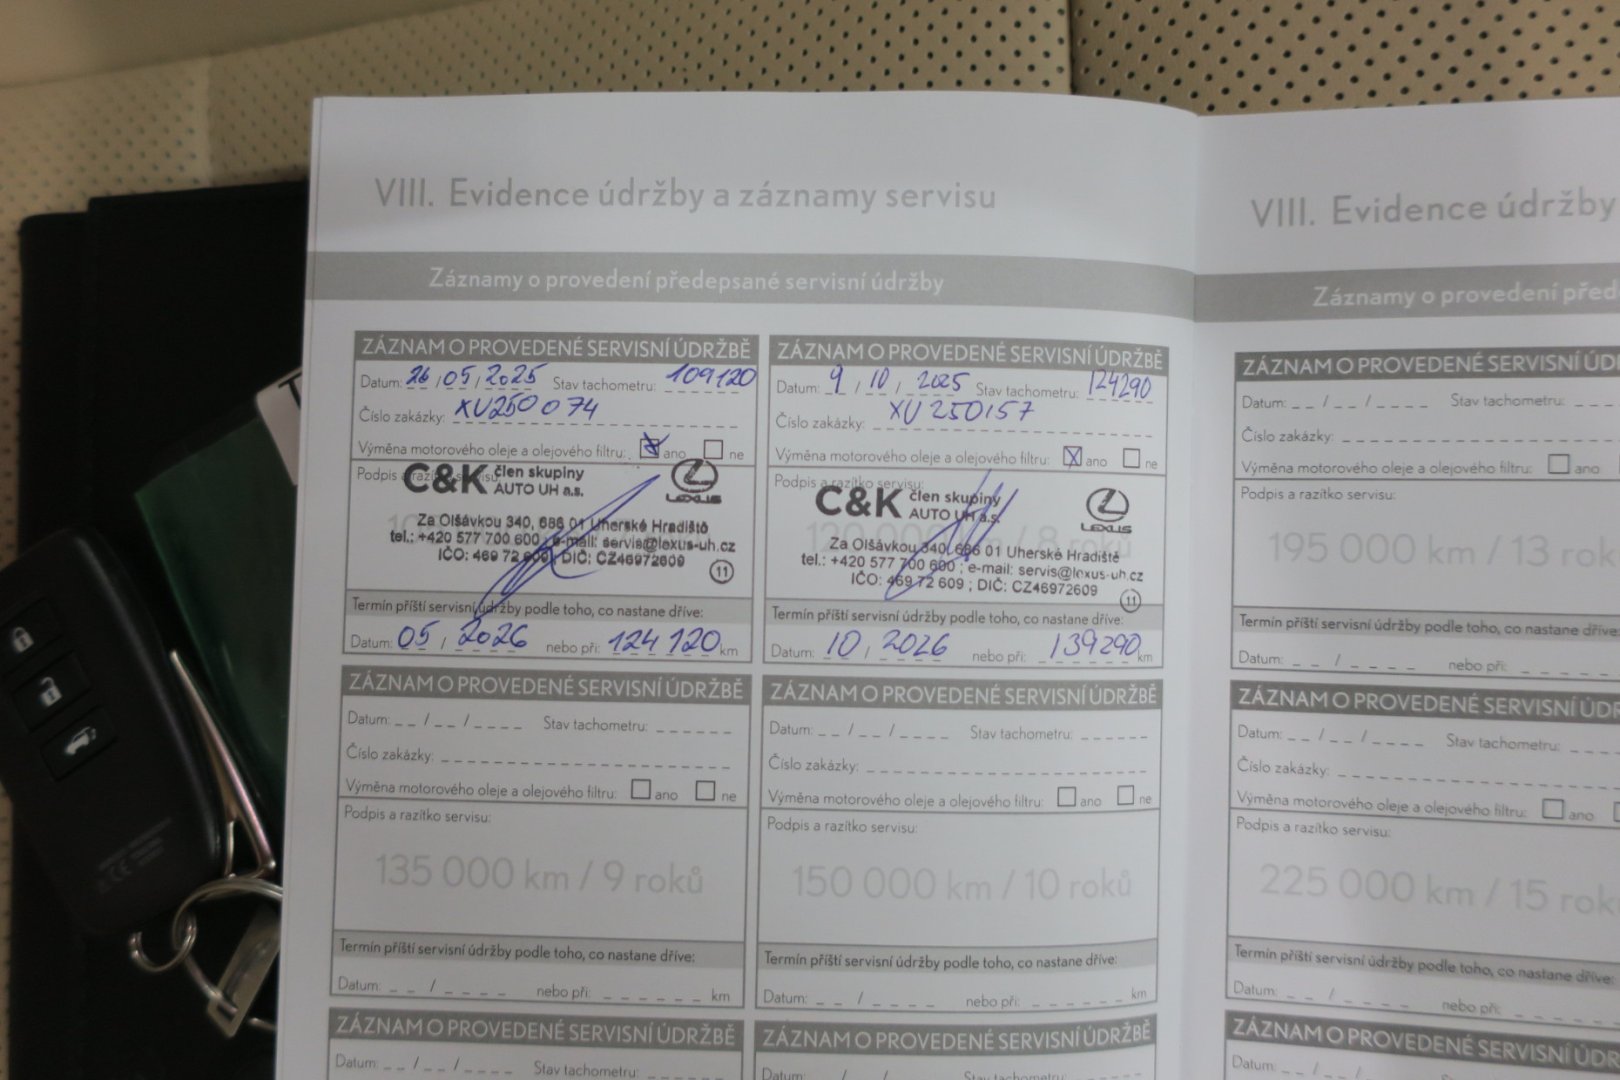 VIII. Evidence údržby a záznamy servisu
Záznamy o provedení předepsané servisní údržby
ZÁZNAM O PROVEDENÉ SERVISNÍ ÚDRŽBĚ
Datum: 26/05/2025 Stav tachometru: 109120
Číslo zakázky: XU250074
Výměna motorového oleje a olejového filtru: ano ne
Podpis a razítko servisu:
C&K člen skupiny
AUTO UH a.s.
LEXUS
Za Olšávkou 340, 686 01 Uherské Hradiště
tel.: +420 577 700 600 ; e-mail: servis@lexus-uh.cz
IČO: 469 72 609 ; DIČ: CZ46972609
11
Termín příští servisní údržby podle toho, co nastane dříve:
Datum: 05 / 2026 nebo při: 124 120 km
ZÁZNAM O PROVEDENÉ SERVISNÍ ÚDRŽBĚ
Datum: 9 / 10 / 2025 Stav tachometru: 124290
Číslo zakázky: XU250157
Výměna motorového oleje a olejového filtru: X ano ne
Podpis a razítko servisu:
C&K člen skupiny
AUTO UH a.s.
LEXUS
120 000 km / 8 roků
Za Olšávkou 340, 686 01 Uherské Hradiště
tel.: +420 577 700 600 ; e-mail: servis@lexus-uh.cz
IČO: 469 72 609 ; DIČ: CZ46972609
11
Termín příští servisní údržby podle toho, co nastane dříve:
Datum: 10 / 2026 nebo při: 139290 km
ZÁZNAM O PROVEDENÉ SERVISNÍ ÚDRŽBĚ
Datum: _ _ / _ _ / _ _ _ _ Stav tachometru: _ _ _ _ _ _
Číslo zakázky:
Výměna motorového oleje a olejového filtru: ano ne
Podpis a razítko servisu:
135 000 km / 9 roků
Termín příští servisní údržby podle toho, co nastane dříve:
Datum: _ _ / _ _ _ _ nebo při: _ _ _ _ _ _ km
ZÁZNAM O PROVEDENÉ SERVISNÍ ÚDRŽBĚ
Datum: _ _ / _ _ / _ _ _ _ Stav tachometru: _ _ _ _ _ _
Číslo zakázky:
Výměna motorového oleje a olejového filtru: ano ne
Podpis a razítko servisu:
150 000 km / 10 roků
Termín příští servisní údržby podle toho, co nastane dříve:
Datum: _ _ / _ _ _ _ nebo při: _ _ _ _ _ _ km
ZÁZNAM O PROVEDENÉ SERVISNÍ ÚDRŽBĚ
Datum: _ _ / _ _ / _ _ _ _ Stav tachometru: _ _ _ _ _ _
ZÁZNAM O PROVEDENÉ SERVISNÍ ÚDRŽBĚ
Datum: Stav tachometru:
VIII. Evidence údržby
Záznamy o provedení před
ZÁZNAM O PROVEDENÉ SERVISNÍ ÚD
Datum: _ _ / _ _ / _ _ _ _ Stav tachometru: _ _ _
Číslo zakázky:
Výměna motorového oleje a olejového filtru: ano
Podpis a razítko servisu:
195 000 km / 13 rok
Termín příští servisní údržby podle toho, co nastane dříve
Datum: _ _ / _ _ _ _ nebo při:
ZÁZNAM O PROVEDENÉ SERVISNÍ ÚDR
Datum: _ _ / _ _ / _ _ _ _ Stav tachometru: _ _ _
Číslo zakázky:
Výměna motorového oleje a olejového filtru: ano
Podpis a razítko servisu:
225 000 km / 15 rok
Termín příští servisní údržby podle toho, co nastane dříve:
Datum: _ _ / _ _ _ _ nebo při:
ZÁZNAM O PROVEDENÉ SERVISNÍ ÚDR